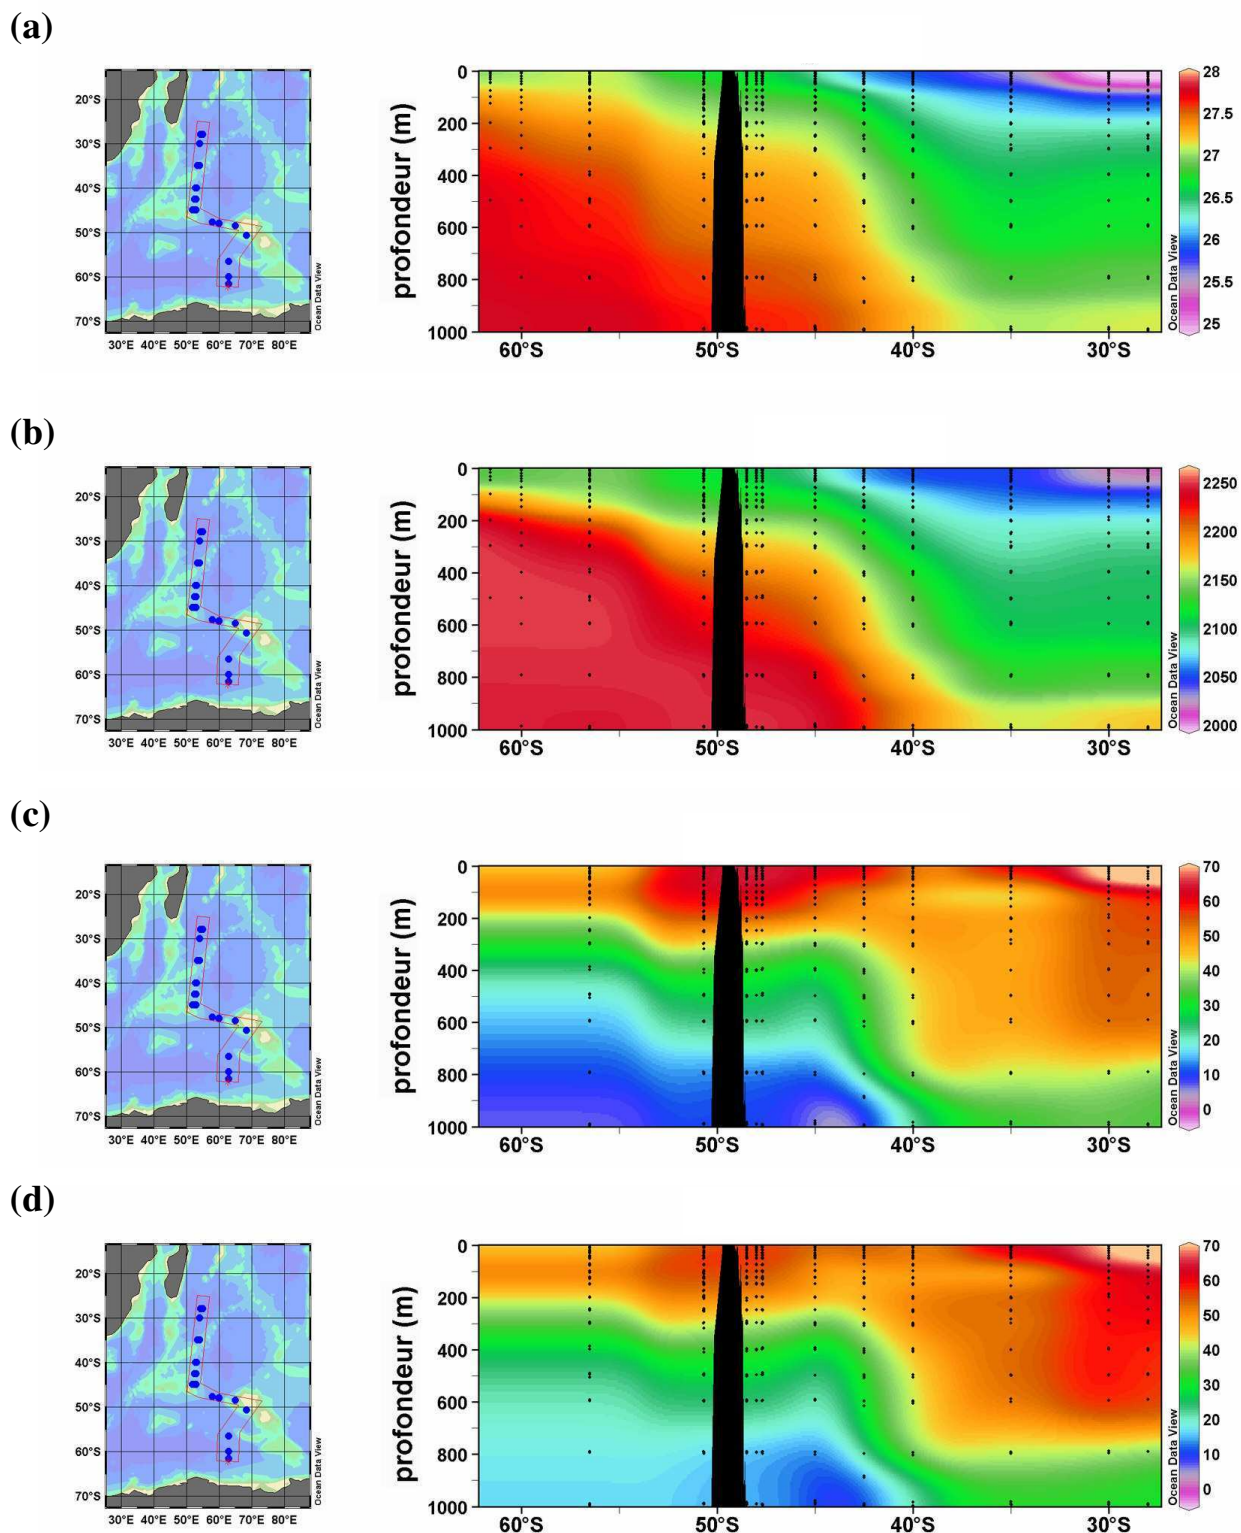 (a)
20°S
30°S
40°S
50°S
60°S
70°S
30°E 40°E 50°E 60°E 70°E 80°E
Ocean Data View
profondeur (m)
0
200
400
600
800
1000
60°S 50°S 40°S 30°S
Ocean Data View
28
27.5
27
26.5
26
25.5
25
(b)
20°S
30°S
40°S
50°S
60°S
70°S
30°E 40°E 50°E 60°E 70°E 80°E
Ocean Data View
profondeur (m)
0
200
400
600
800
1000
60°S 50°S 40°S 30°S
Ocean Data View
2250
2200
2150
2100
2050
2000
(c)
20°S
30°S
40°S
50°S
60°S
70°S
30°E 40°E 50°E 60°E 70°E 80°E
Ocean Data View
profondeur (m)
0
200
400
600
800
1000
60°S 50°S 40°S 30°S
Ocean Data View
70
60
50
40
30
20
10
0
(d)
20°S
30°S
40°S
50°S
60°S
70°S
30°E 40°E 50°E 60°E 70°E 80°E
Ocean Data View
profondeur (m)
0
200
400
600
800
1000
60°S 50°S 40°S 30°S
Ocean Data View
70
60
50
40
30
20
10
0